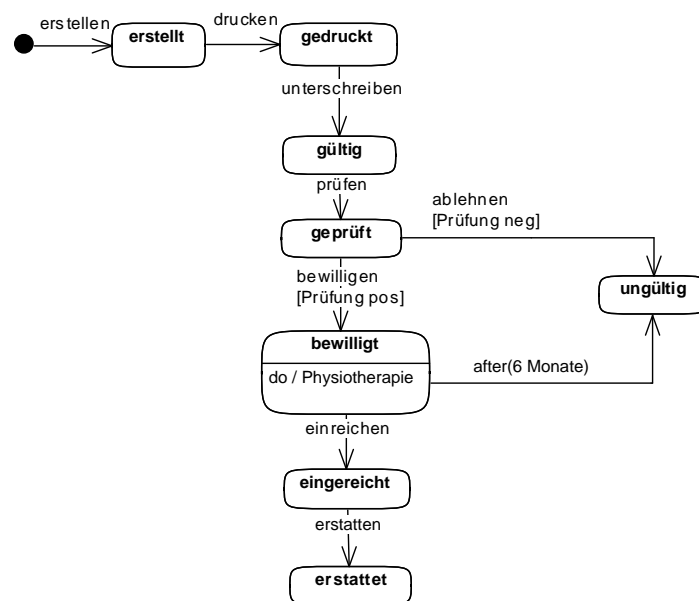 erstellen
drucken
erstellt
gedruckt
unterschreiben
gültig
prüfen
ablehnen
[Prüfung neg]
geprüft
bewilligen
[Prüfung pos]
ungültig
bewilligt
do / Physiotherapie
after(6 Monate)
einreichen
eingereicht
erstatten
erstattet